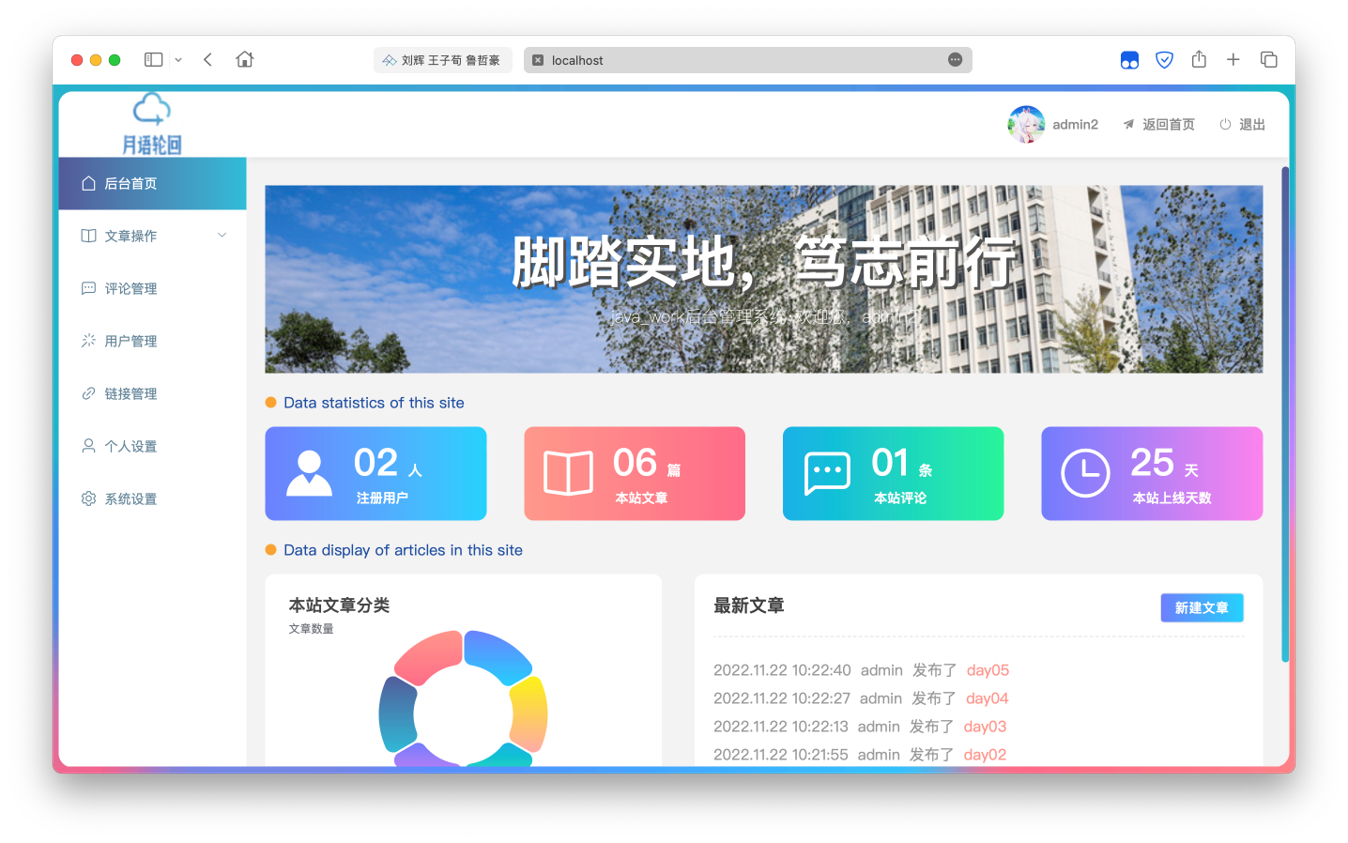 刘辉 王子荀 鲁哲豪
localhost
月语轮回
admin2
返回首页
退出
后台首页
文章操作
评论管理
用户管理
链接管理
个人设置
系统设置
脚踏实地，笃志前行
java_work后台管理系统，欢迎您，admin2
Data statistics of this site
02 人
注册用户
06 篇
本站文章
01 条
本站评论
25 天
本站上线天数
Data display of articles in this site
本站文章分类
文章数量
最新文章
新建文章
2022.11.22 10:22:40 admin 发布了 day05
2022.11.22 10:22:27 admin 发布了 day04
2022.11.22 10:22:13 admin 发布了 day03
2022.11.22 10:21:55 admin 发布了 day02